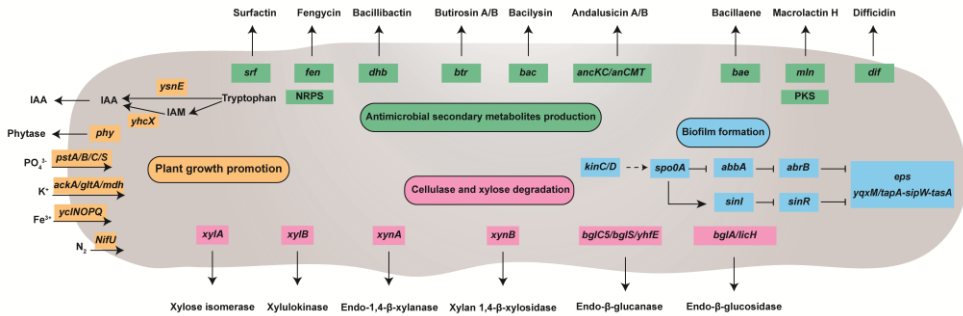 Surfactin Fengycin Bacillibactin Butirosin A/B Bacilysin Andalusicin A/B Bacillaene Macrolactin H Difficidin
srf fen dhb btr bac ancKC/anCMT bae mln dif
NRPS PKS
ysnE
IAA IAA Tryptophan
IAM
yhcX
Antimicrobial secondary metabolites production
Phytase phy
Biofilm formation
PO₄³⁻ pstA/B/C/S
Plant growth promotion
kinC/D spo0A abbA abrB
eps
yqxM/tapA-sipW-tasA
K⁺ ackA/gltA/mdh
Cellulase and xylose degradation
sinI sinR
Fe³⁺ yclNOPQ
N₂ NifU
xylA xylB xynA xynB bglC5/bglS/yhfE bglA/licH
Xylose isomerase Xylulokinase Endo-1,4-β-xylanase Xylan 1,4-β-xylosidase Endo-β-glucanase Endo-β-glucosidase